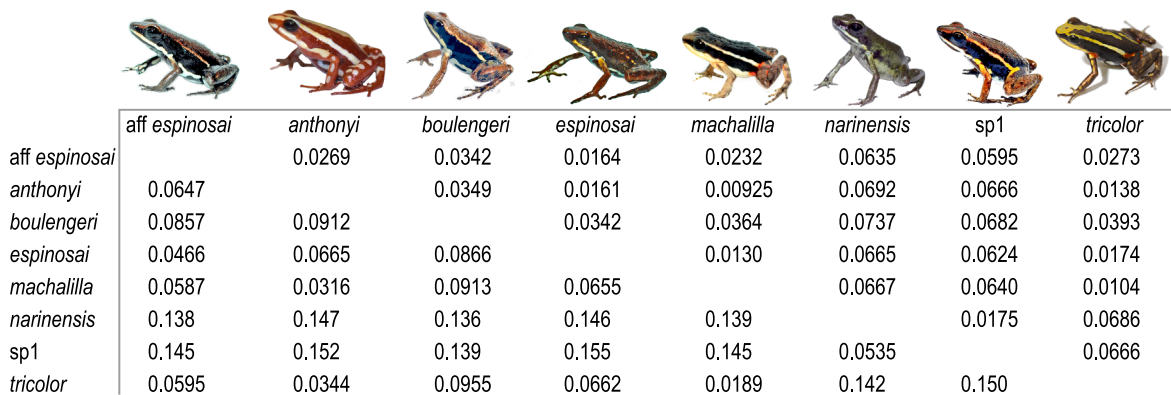 aff espinosai anthonyi boulengeri espinosai machalilla narinensis sp1 tricolor
aff espinosai 0.0269 0.0342 0.0164 0.0232 0.0635 0.0595 0.0273
anthonyi 0.0647 0.0349 0.0161 0.00925 0.0692 0.0666 0.0138
boulengeri 0.0857 0.0912 0.0342 0.0364 0.0737 0.0682 0.0393
espinosai 0.0466 0.0665 0.0866 0.0130 0.0665 0.0624 0.0174
machalilla 0.0587 0.0316 0.0913 0.0655 0.0667 0.0640 0.0104
narinensis 0.138 0.147 0.136 0.146 0.139 0.0175 0.0686
sp1 0.145 0.152 0.139 0.155 0.145 0.0535 0.0666
tricolor 0.0595 0.0344 0.0955 0.0662 0.0189 0.142 0.150